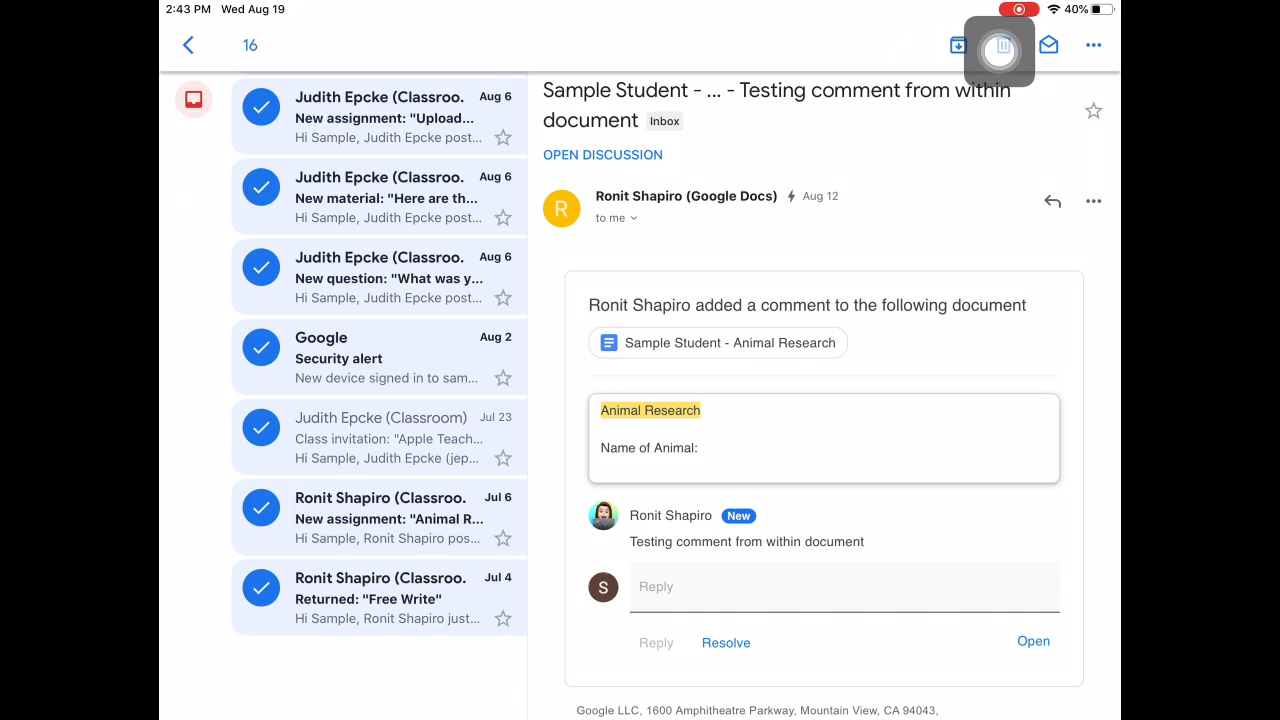 2:43 PM Wed Aug 19
40%
16
Judith Epcke (Classroo. Aug 6
New assignment: "Upload...
Hi Sample, Judith Epcke post...
Judith Epcke (Classroo. Aug 6
New material: "Here are th...
Hi Sample, Judith Epcke post...
Judith Epcke (Classroo. Aug 6
New question: "What was y...
Hi Sample, Judith Epcke post...
Google Aug 2
Security alert
New device signed in to sam...
Judith Epcke (Classroom) Jul 23
Class invitation: "Apple Teach...
Hi Sample, Judith Epcke (jep...
Ronit Shapiro (Classroo. Jul 6
New assignment: "Animal R...
Hi Sample, Ronit Shapiro pos...
Ronit Shapiro (Classroo. Jul 4
Returned: "Free Write"
Hi Sample, Ronit Shapiro just...
Sample Student - ... - Testing comment from within
document Inbox
OPEN DISCUSSION
R
Ronit Shapiro (Google Docs) Aug 12
to me
Ronit Shapiro added a comment to the following document
Sample Student - Animal Research
Animal Research
Name of Animal:
Ronit Shapiro New
Testing comment from within document
S
Reply
Reply Resolve Open
Google LLC, 1600 Amphitheatre Parkway, Mountain View, CA 94043,